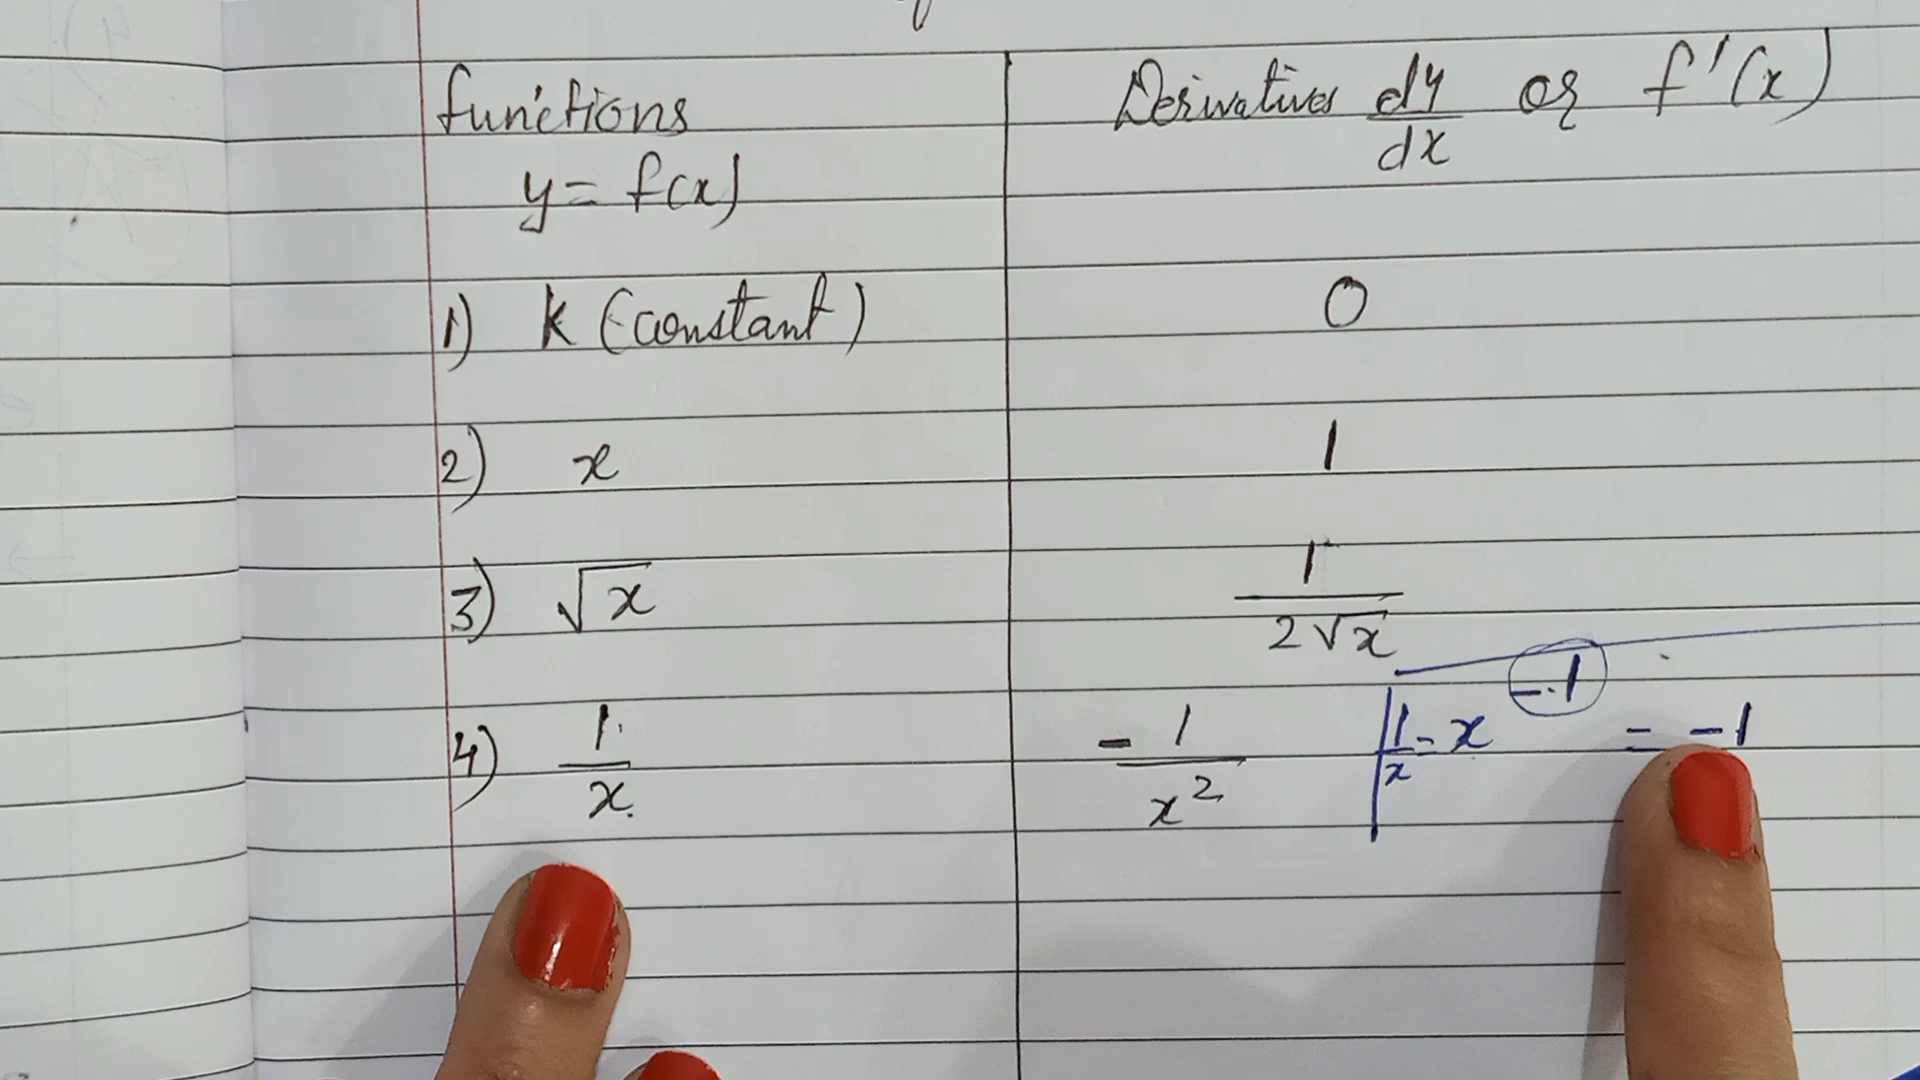 functions
y = f(x)
Derivatives dy/dx or f'(x)
1) k (constant)
0
2) x
1
3) √x
1/2√x
4) 1/x
- 1/x²
1/x = x^-1 = -1